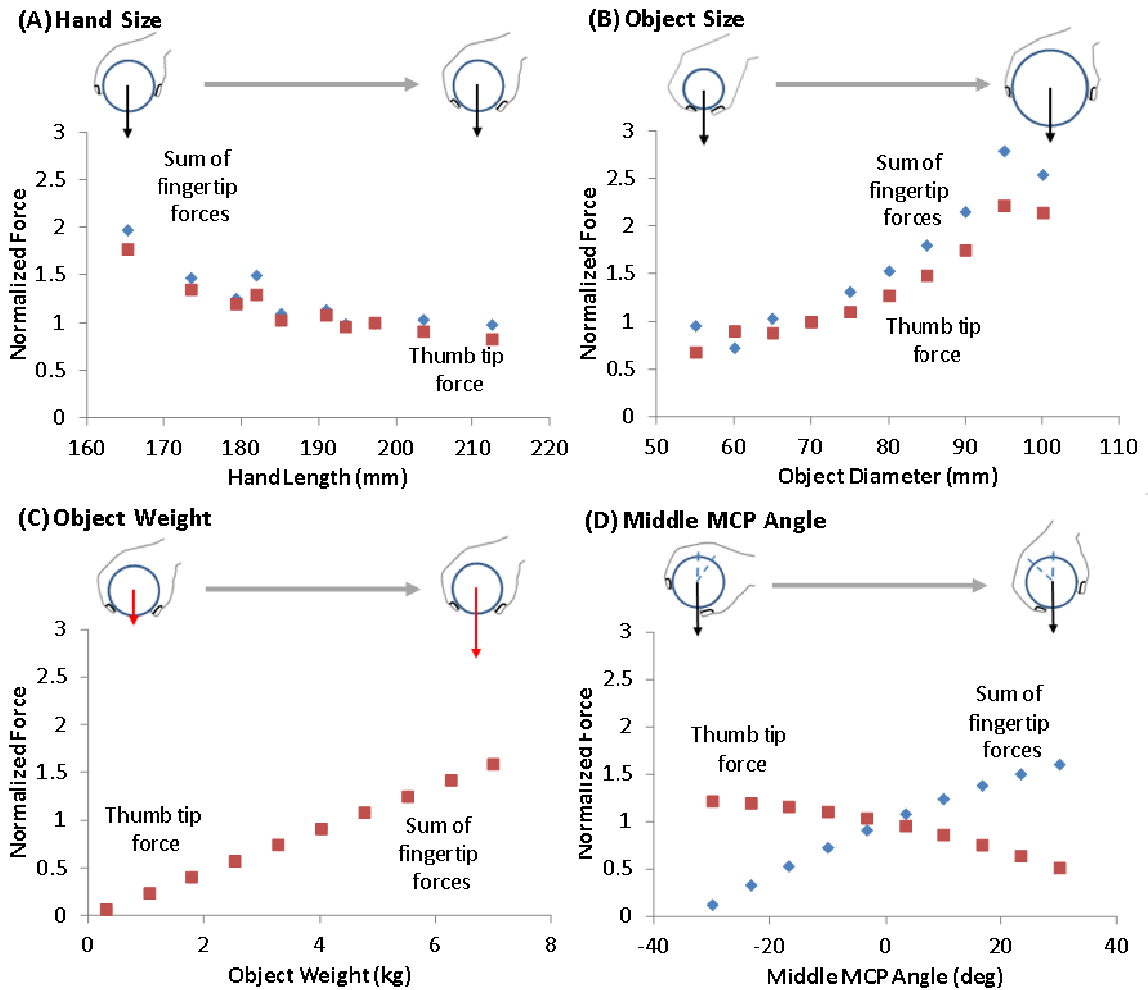 (A) Hand Size
3
2.5
2
1.5
1
0.5
0
Normalized Force
Sum of
fingertip
forces
Thumb tip
force
160
170
180
190
200
210
220
Hand Length (mm)
(B) Object Size
3
2.5
2
1.5
1
0.5
0
Normalized Force
Sum of
fingertip
forces
Thumb tip
force
50
60
70
80
90
100
110
Object Diameter (mm)
(C) Object Weight
3
2.5
2
1.5
1
0.5
0
Normalized Force
Thumb tip
force
Sum of
fingertip
forces
0
2
4
6
8
Object Weight (kg)
(D) Middle MCP Angle
3
2.5
2
1.5
1
0.5
0
Normalized Force
Thumb tip
force
Sum of
fingertip
forces
-40
-20
0
20
40
Middle MCP Angle (deg)